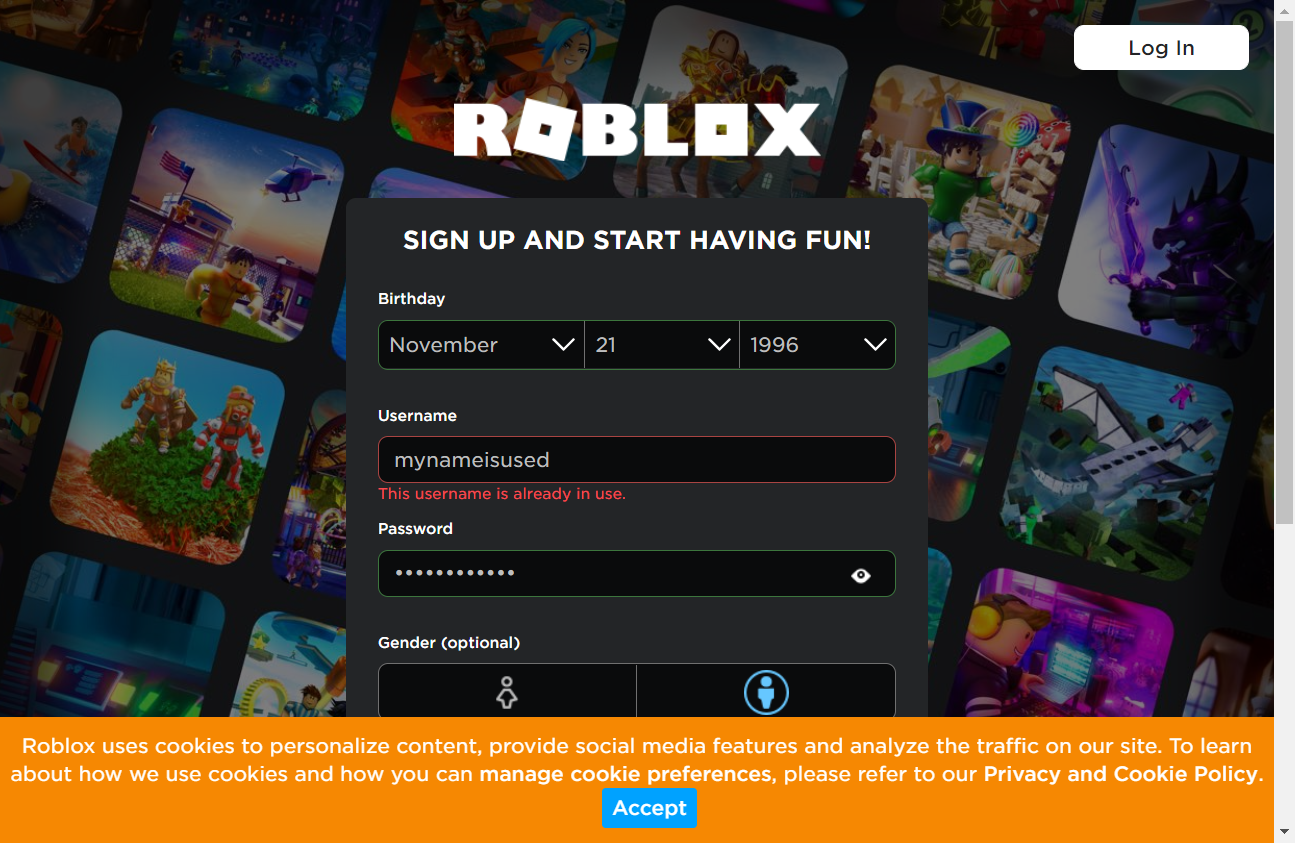 Log In
ROBLOX
SIGN UP AND START HAVING FUN!
Birthday
November 21 1996
Username
mynameisused
This username is already in use.
Password
••••••••••••
Gender (optional)
Roblox uses cookies to personalize content, provide social media features and analyze the traffic on our site. To learn
about how we use cookies and how you can manage cookie preferences, please refer to our Privacy and Cookie Policy.
Accept